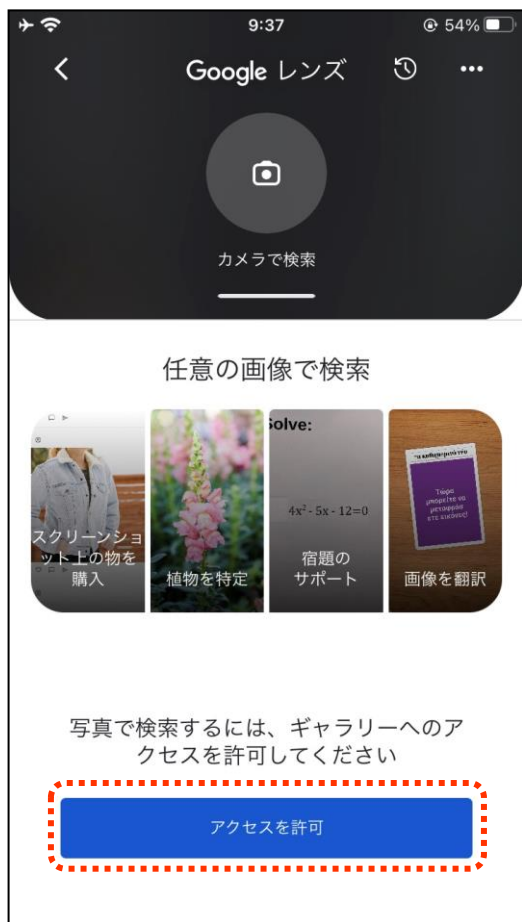 9:37
54%
Google レンズ
カメラで検索
任意の画像で検索
スクリーンショ
ット上の物を
購入
植物を特定
Solve:
4x² - 5x - 12=0
宿題の
サポート
Τώρα
μπορείτε να
μεταφράσε
画像を翻訳
写真で検索するには、ギャラリーへのア
クセスを許可してください
アクセスを許可